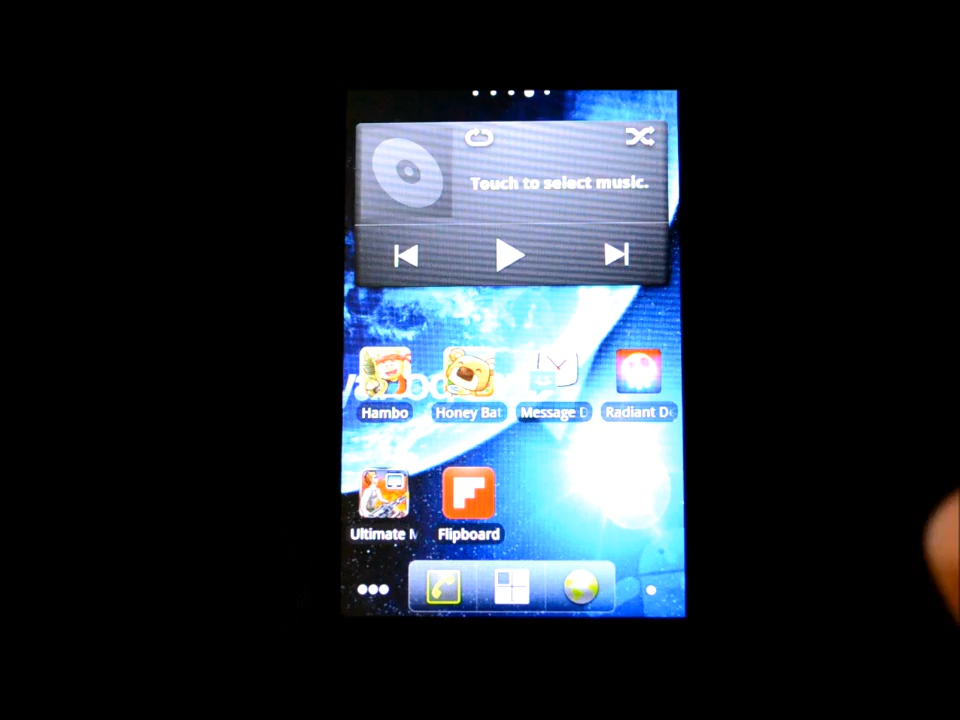 Touch to select music.
Hambo
Honey Bat
Message D
Radiant De
Ultimate M
Flipboard